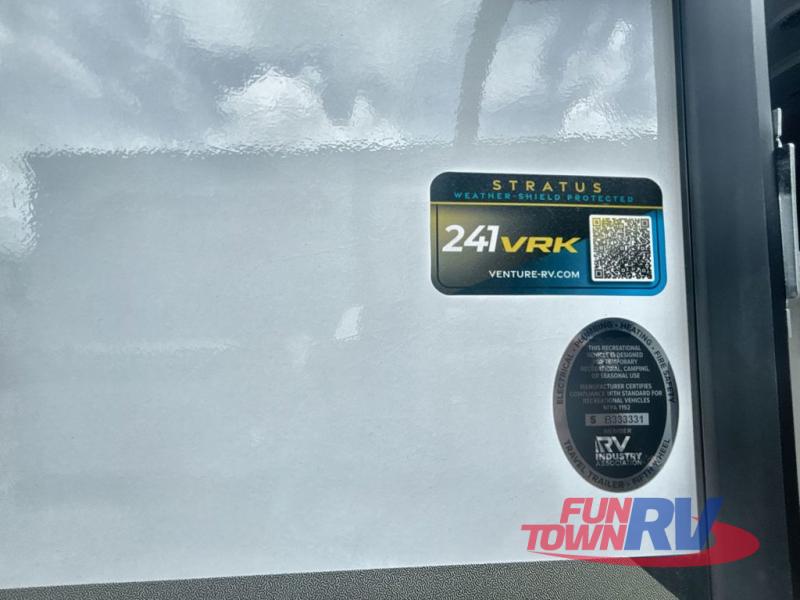 STRATUS
WEATHER-SHIELD PROTECTED
241VRK
VENTURE-RV.COM
ELECTRICAL • PLUMBING • HEATING • FIRE SAFETY
THIS RECREATIONAL
VEHICLE IS DESIGNED
FOR TEMPORARY
RECREATIONAL, CAMPING,
OR SEASONAL USE
MANUFACTURER CERTIFIES
COMPLIANCE WITH STANDARD FOR
RECREATIONAL VEHICLES
NFPA 1192
MEMBER
RV
INDUSTRY
ASSOCIATION
TRAVEL TRAILER • FIFTH WHEEL
FUN
TOWN RV